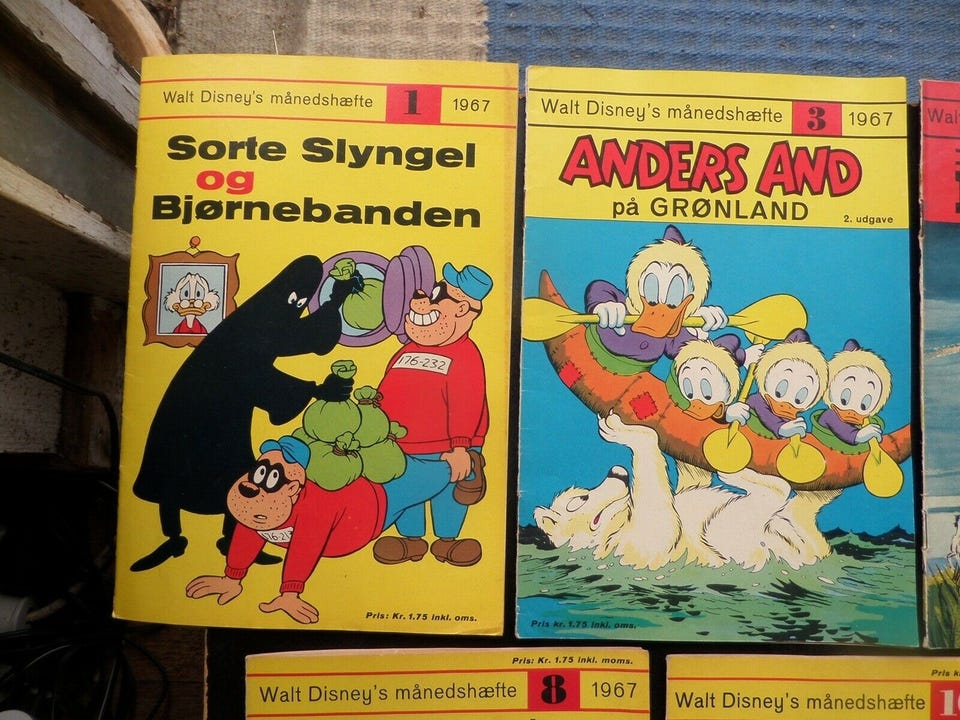 Walt Disney's månedshæfte 1 1967
Sorte Slyngel
og
Bjørnebanden
176-232
Pris: Kr. 1.75 inkl. oms.
Walt Disney's månedshæfte 3 1967
ANDERS AND
på GRØNLAND
2. udgave
Pris kr. 1.75 inkl. oms.
Pris: Kr. 1.75 inkl. moms.
Walt Disney's månedshæfte 8 1967
Walt Disney's månedshæfte